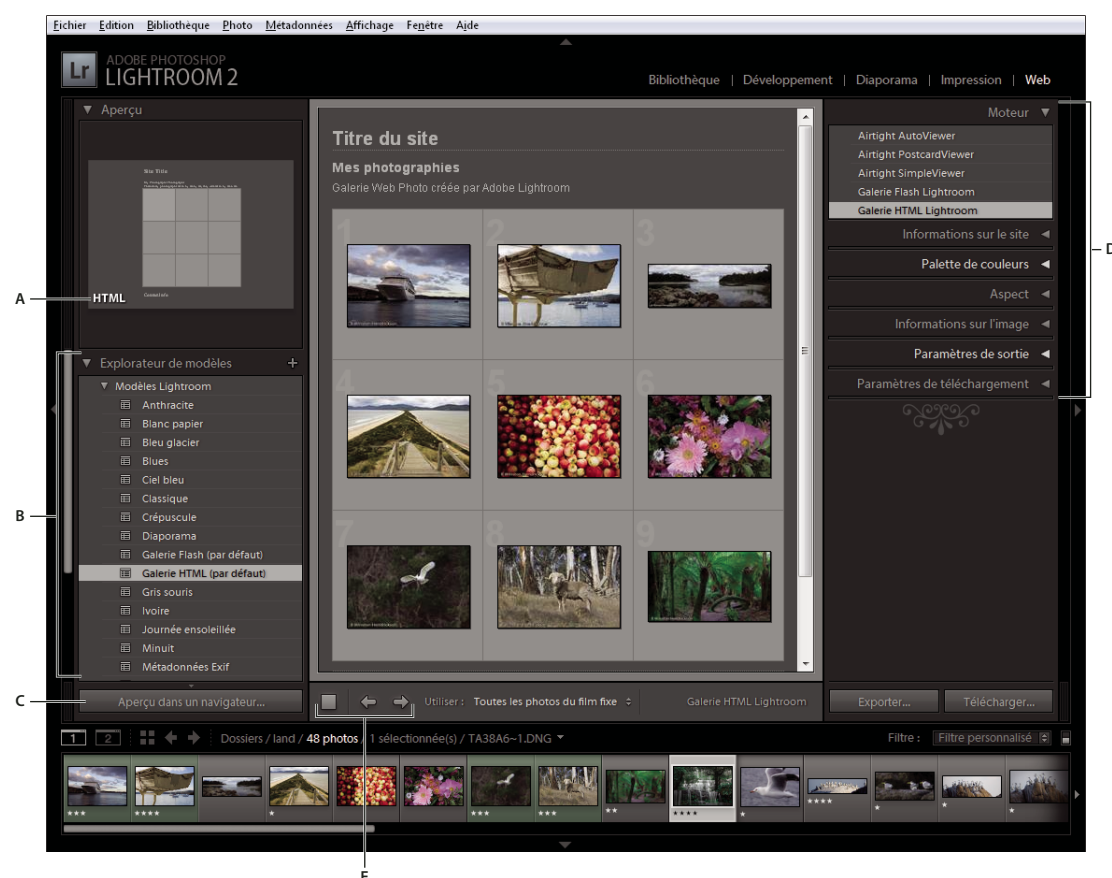 Fichier Edition Bibliothèque Photo Métadonnées Affichage Fenêtre Aide
Lr
ADOBE PHOTOSHOP
LIGHTROOM 2
Bibliothèque | Développement | Diaporama | Impression | Web
Aperçu
Site Title
HTML
A
Explorateur de modèles +
Modèles Lightroom
Anthracite
Blanc papier
Bleu glacier
Blues
Ciel bleu
Classique
Crépuscule
Diaporama
Galerie Flash (par défaut)
Galerie HTML (par défaut)
Gris souris
Ivoire
Journée ensoleillée
Minuit
Métadonnées Exif
B
Aperçu dans un navigateur...
C
Titre du site
Mes photographies
Galerie Web Photo créée par Adobe Lightroom
1
2
3
4
5
6
7
8
9
Utiliser : Toutes les photos du film fixe
Galerie HTML Lightroom
Moteur
Airtight AutoViewer
Airtight PostcardViewer
Airtight SimpleViewer
Galerie Flash Lightroom
Galerie HTML Lightroom
Informations sur le site
Palette de couleurs
Aspect
Informations sur l'image
Paramètres de sortie
Paramètres de téléchargement
D
Exporter...
Télécharger...
1 2
Dossiers / land / 48 photos / 1 sélectionnée(s) / TA38A6~1.DNG
Filtre : Filtre personnalisé